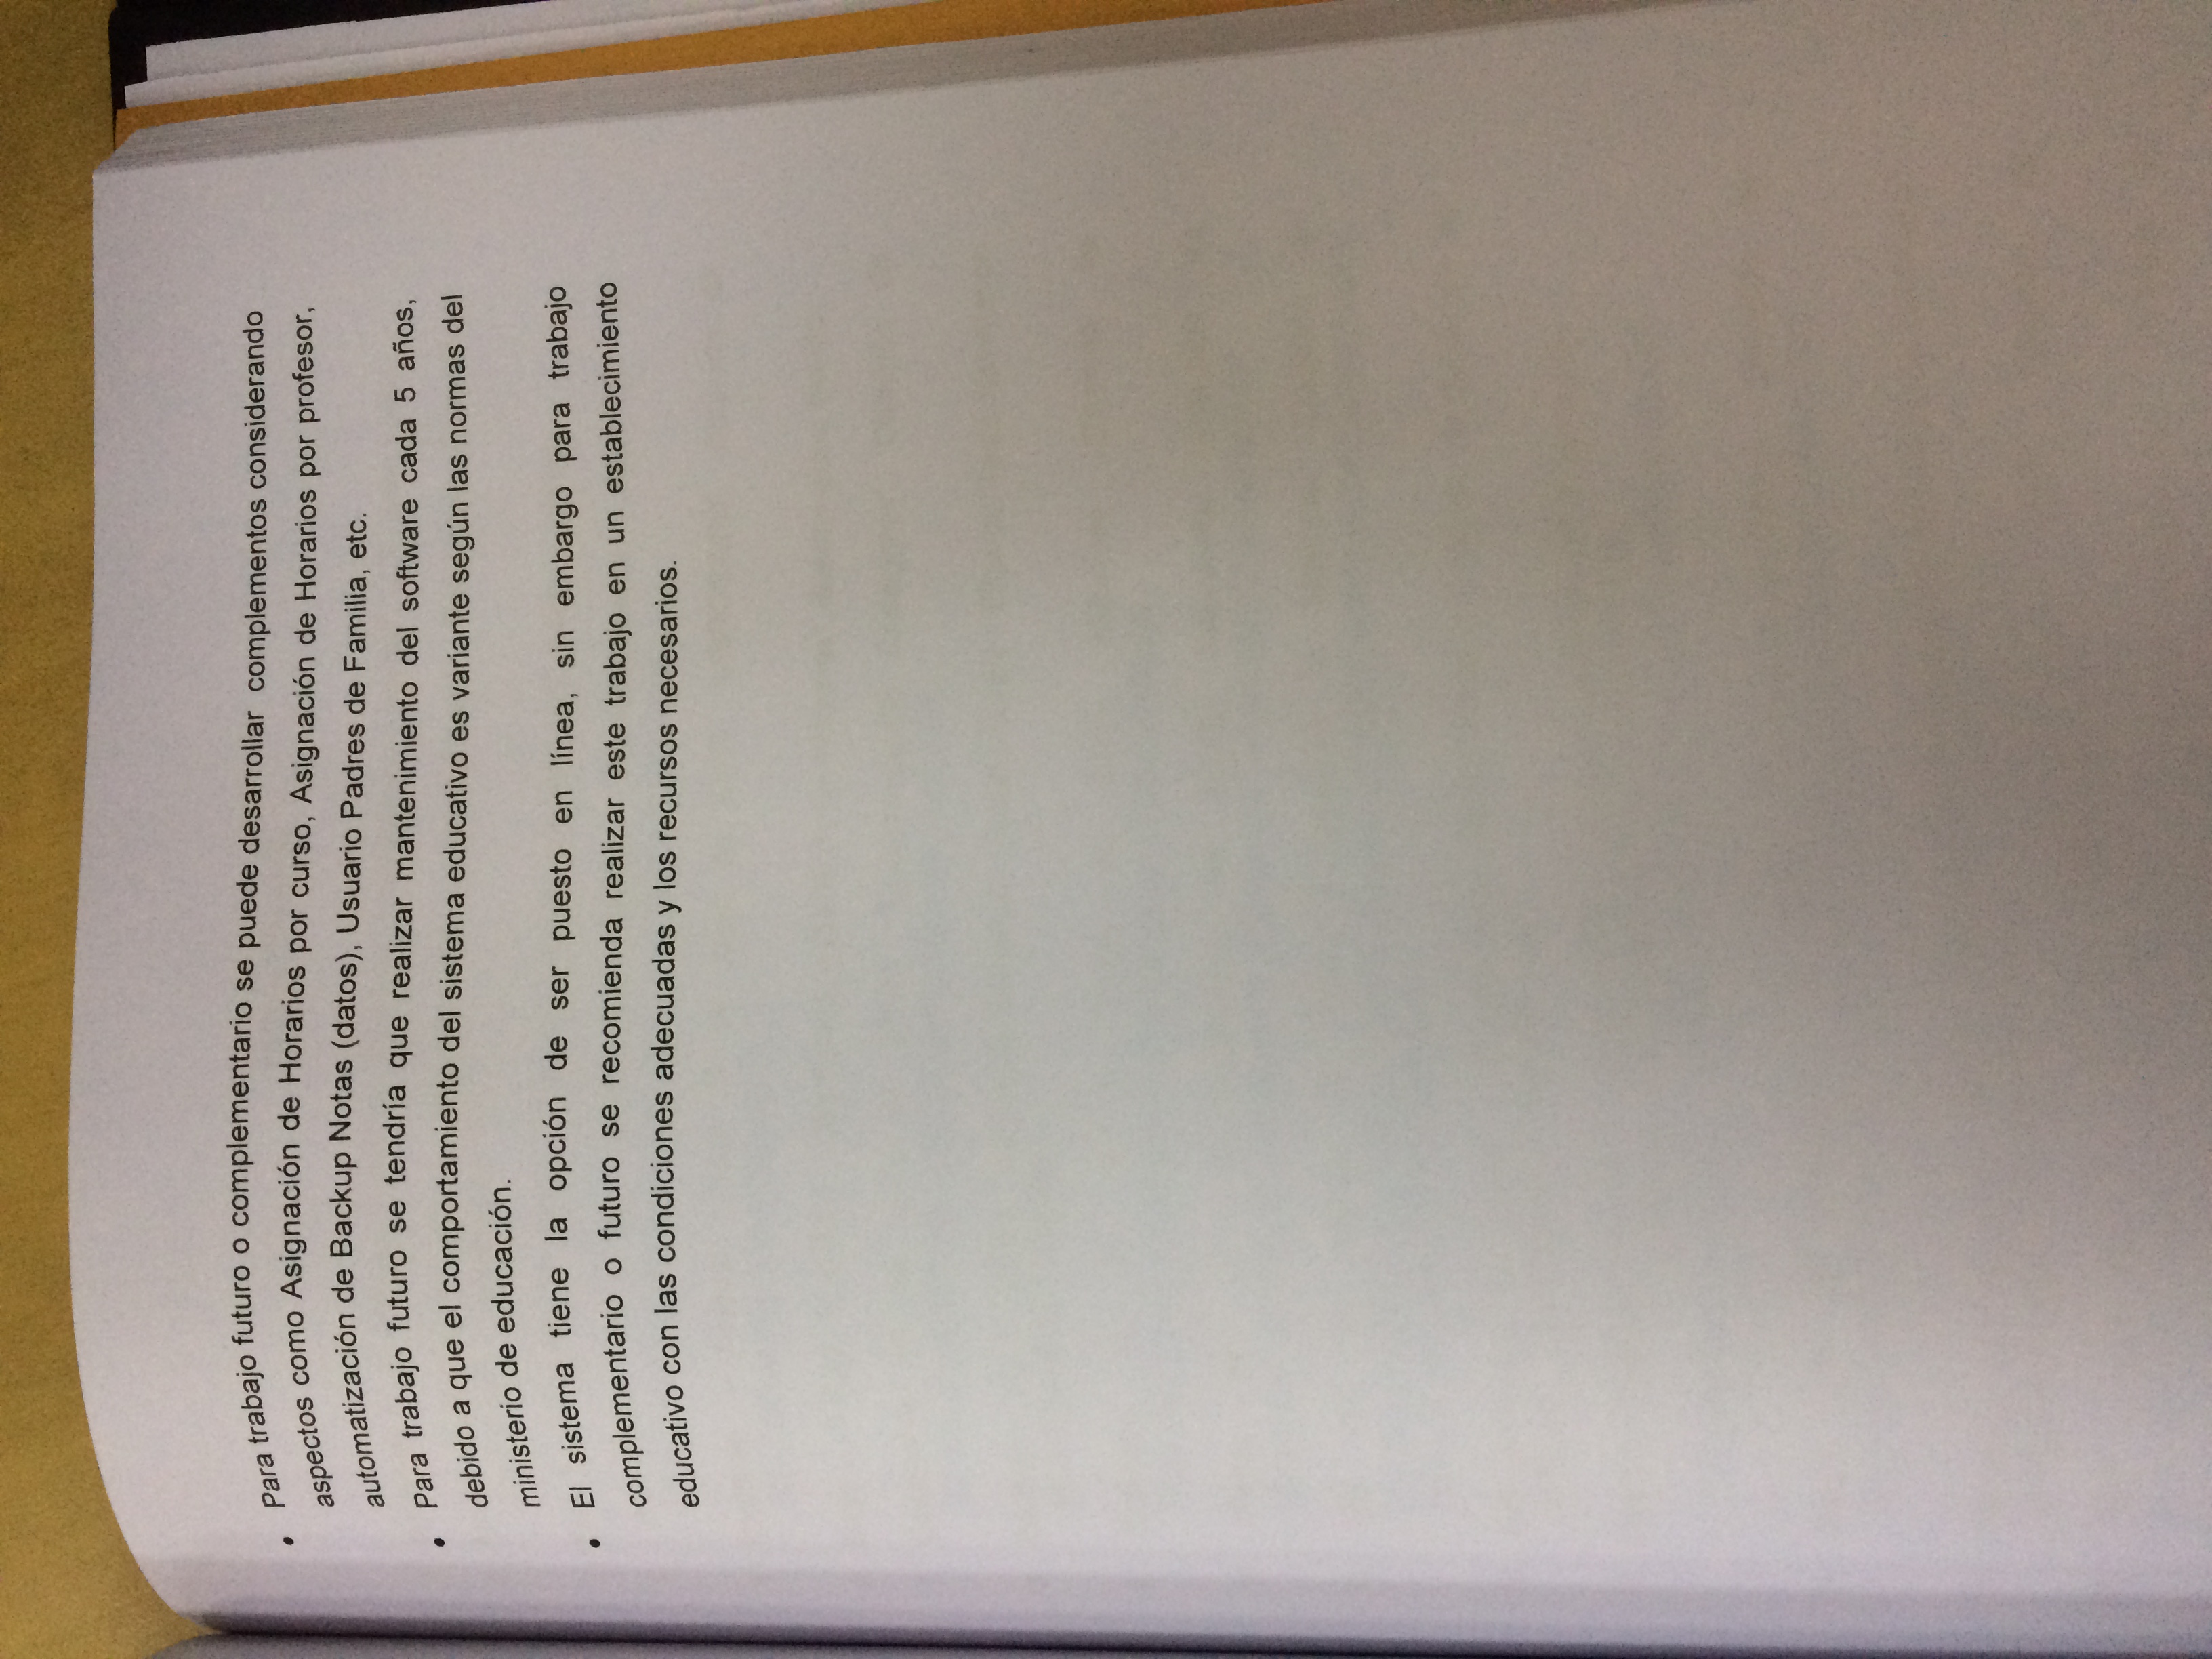 • Para trabajo futuro o complementario se puede desarrollar complementos considerando
aspectos como Asignación de Horarios por curso, Asignación de Horarios por profesor,
automatización de Backup Notas (datos), Usuario Padres de Familia, etc.
• Para trabajo futuro se tendría que realizar mantenimiento del software cada 5 años,
debido a que el comportamiento del sistema educativo es variante según las normas del
ministerio de educación.
• El sistema tiene la opción de ser puesto en línea, sin embargo para trabajo
complementario o futuro se recomienda realizar este trabajo en un establecimiento
educativo con las condiciones adecuadas y los recursos necesarios.